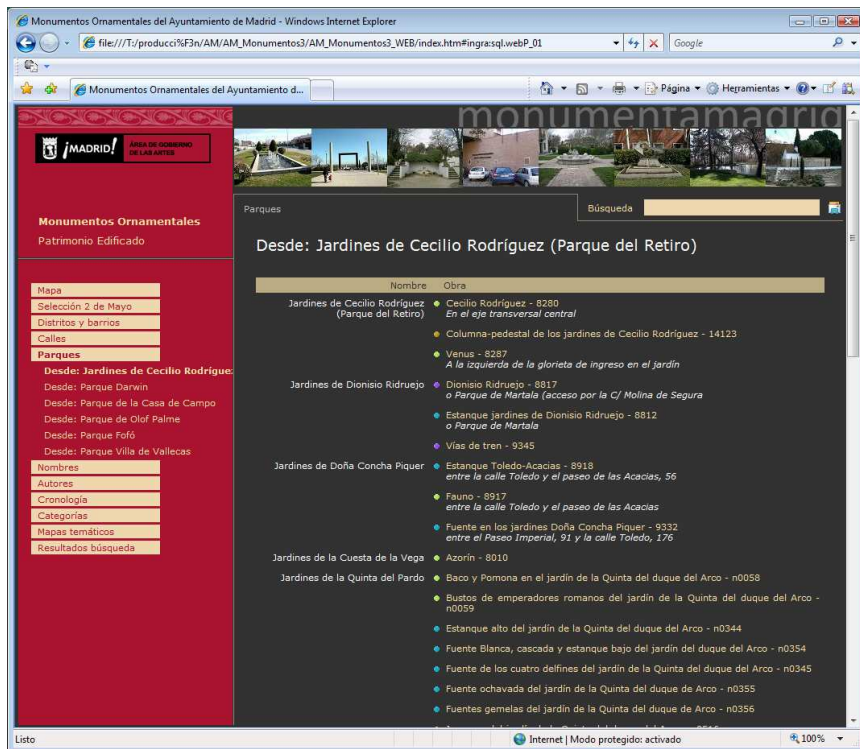 Monumentos Ornamentales del Ayuntamiento de Madrid - Windows Internet Explorer
file:///T:/producci%F3n/AM/AM_Monumentos3/AM_Monumentos3_WEB/index.htm#ingra:sql.webP_01
Google
Monumentos Ornamentales del Ayuntamiento d...
Página
Herramientas
monumentamadrid
¡MADRID!
ÁREA DE GOBIERNO
DE LAS ARTES
Monumentos Ornamentales
Patrimonio Edificado
Parques
Búsqueda
Mapa
Selección 2 de Mayo
Distritos y barrios
Calles
Parques
Desde: Jardines de Cecilio Rodrígue
Desde: Parque Darwin
Desde: Parque de la Casa de Campo
Desde: Parque de Olof Palme
Desde: Parque Fofó
Desde: Parque Villa de Vallecas
Nombres
Autores
Cronología
Categorías
Mapas temáticos
Resultados búsqueda
Desde: Jardines de Cecilio Rodríguez (Parque del Retiro)
Nombre Obra
Jardines de Cecilio Rodríguez Cecilio Rodríguez - 8280
(Parque del Retiro) En el eje transversal central
Columna-pedestal de los jardines de Cecilio Rodríguez - 14123
Venus - 8287
A la izquierda de la glorieta de ingreso en el jardín
Jardines de Dionisio Ridruejo Dionisio Ridruejo - 8817
o Parque de Martala (acceso por la C/ Molina de Segura
Estanque jardines de Dionisio Ridruejo - 8812
o Parque de Martala
Vías de tren - 9345
Jardines de Doña Concha Piquer Estanque Toledo-Acacias - 8918
entre la calle Toledo y el paseo de las Acacias, 56
Fauno - 8917
entre la calle Toledo y el paseo de las Acacias
Fuente en los jardines Doña Concha Piquer - 9332
entre el Paseo Imperial, 91 y la calle Toledo, 176
Jardines de la Cuesta de la Vega Azorín - 8010
Jardines de la Quinta del Pardo Baco y Pomona en el jardín de la Quinta del duque del Arco - n0058
Bustos de emperadores romanos del jardín de la Quinta del duque del Arco -
n0059
Estanque alto del jardín de la Quinta del duque del Arco - n0344
Fuente Blanca, cascada y estanque bajo del jardín del duque del Arco - n0354
Fuente de los cuatro delfines del jardín de la Quinta del duque del Arco - n0345
Fuente ochavada del jardín de la Quinta del duque de Arco - n0355
Fuentes gemelas del jardín de la Quinta del duque del Arco - n0356
Listo
Internet | Modo protegido: activado
100%